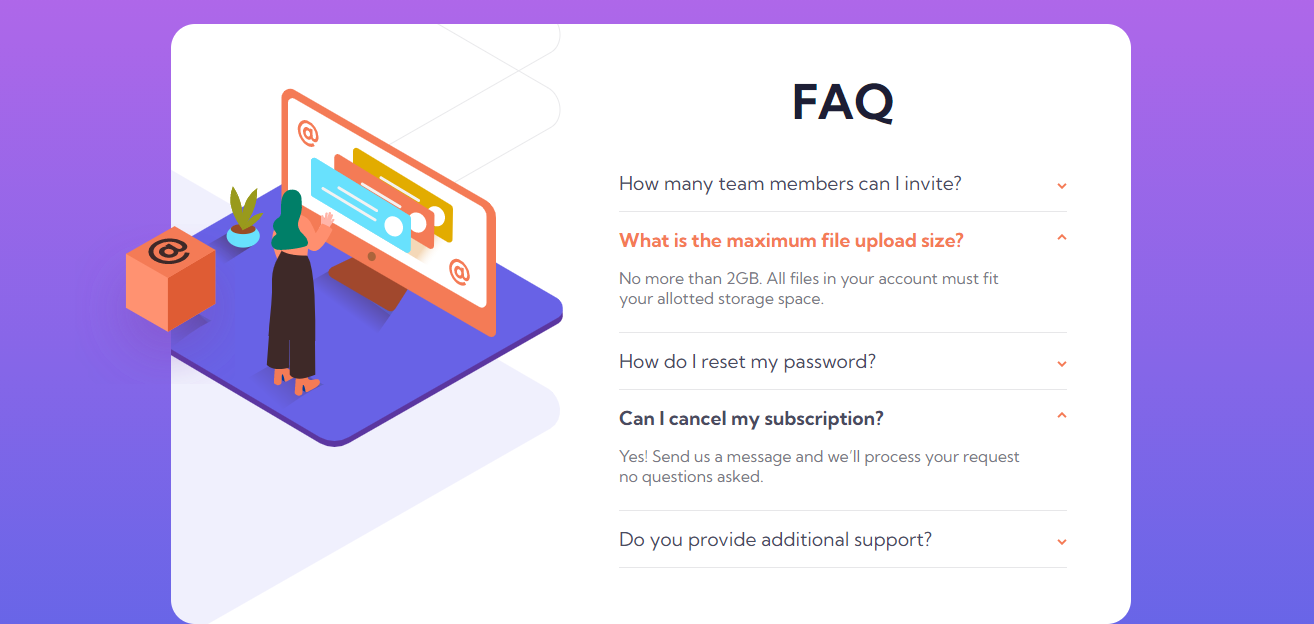 FAQ
How many team members can I invite?
What is the maximum file upload size?
No more than 2GB. All files in your account must fit
your allotted storage space.
How do I reset my password?
Can I cancel my subscription?
Yes! Send us a message and we’ll process your request
no questions asked.
Do you provide additional support?
@
@
@